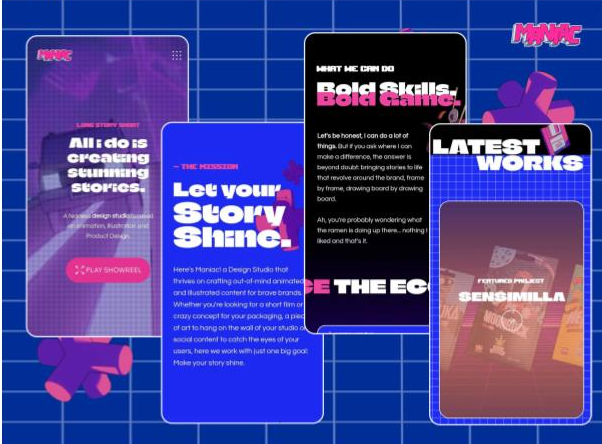 MANIAC
MANIAC
LONG STORY SHORT
All i do is
creating
stunning
stories.
A Nomad design studio focused
on animation, illustration and
Product Design.
PLAY SHOWREEL
— THE MISSION
Let your
Story
Shine.
Here's Maniac! a Design Studio that
thrives on crafting out-of-mind animated
and illustrated content for brave brands.
Whether you're looking for a short film or
crazy concept for your packaging, a piec
of art to hang on the wall of your studio o
social content to catch the eyes of your
users, here we work with just one big goal:
Make your story shine.
WHAT WE CAN DO
Bold Skills.
Bold Game.
Let's be honest, I can do a lot of
things. But if you ask where I can
make a difference, the answer is
beyond doubt: bringing stories to life
that revolve around the brand, frame
by frame, drawing board by drawing
board.
Ah, you're probably wondering what
the ramen is doing up there... nothing I
liked and that's it.
CE THE ECO
LATEST
WORKS
FEATURED PROJECT
SENSIMILLA